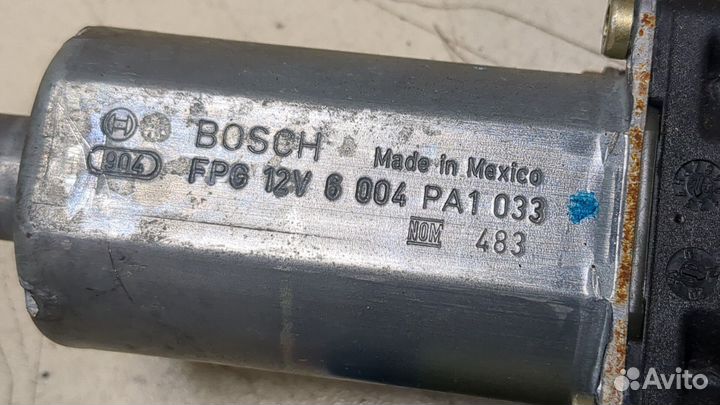 BOSCH Made in Mexico
904 FPG 12V 6 004 PA1 033
NOM 483
Avito